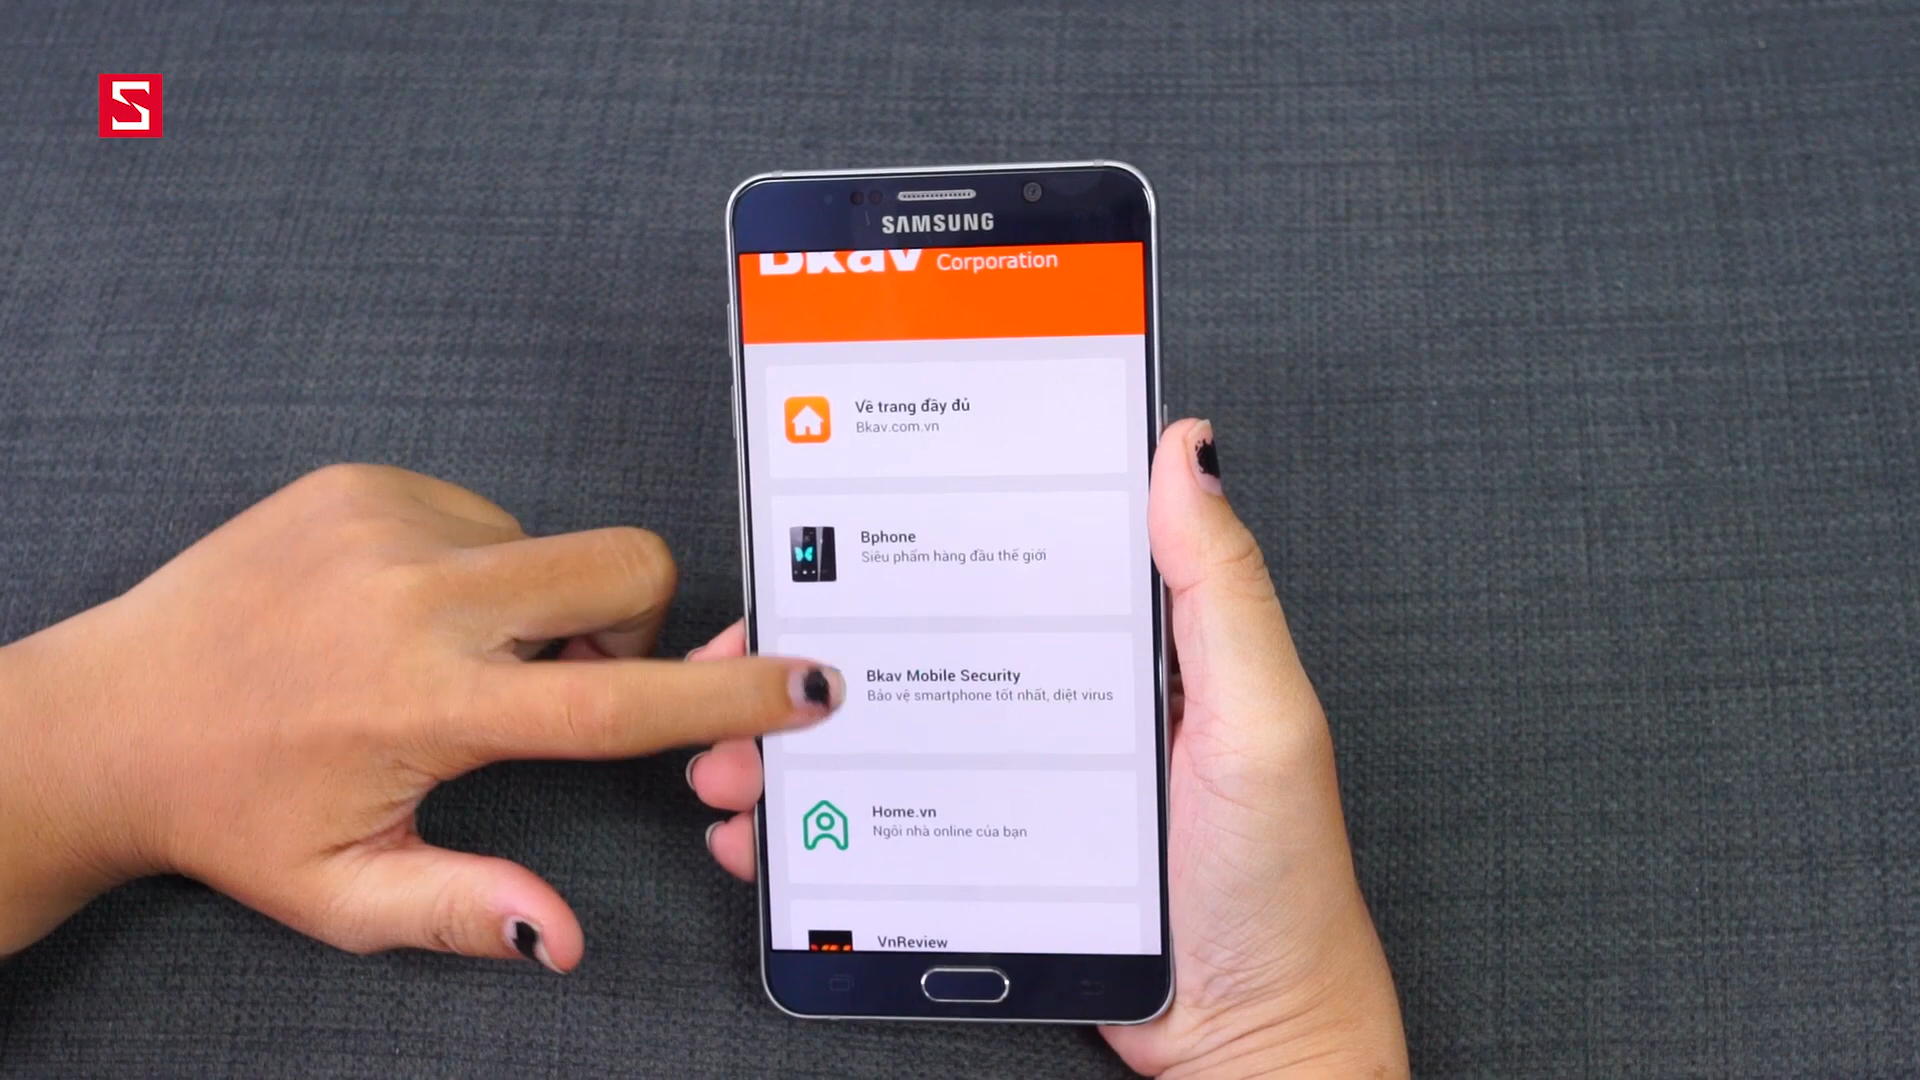 S
SAMSUNG
Bkav Corporation
Về trang đầy đủ
Bkav.com.vn
Bphone
Siêu phẩm hàng đầu thế giới
Bkav Mobile Security
Bảo vệ smartphone tốt nhất, diệt virus
Home.vn
Ngôi nhà online của bạn
VnReview